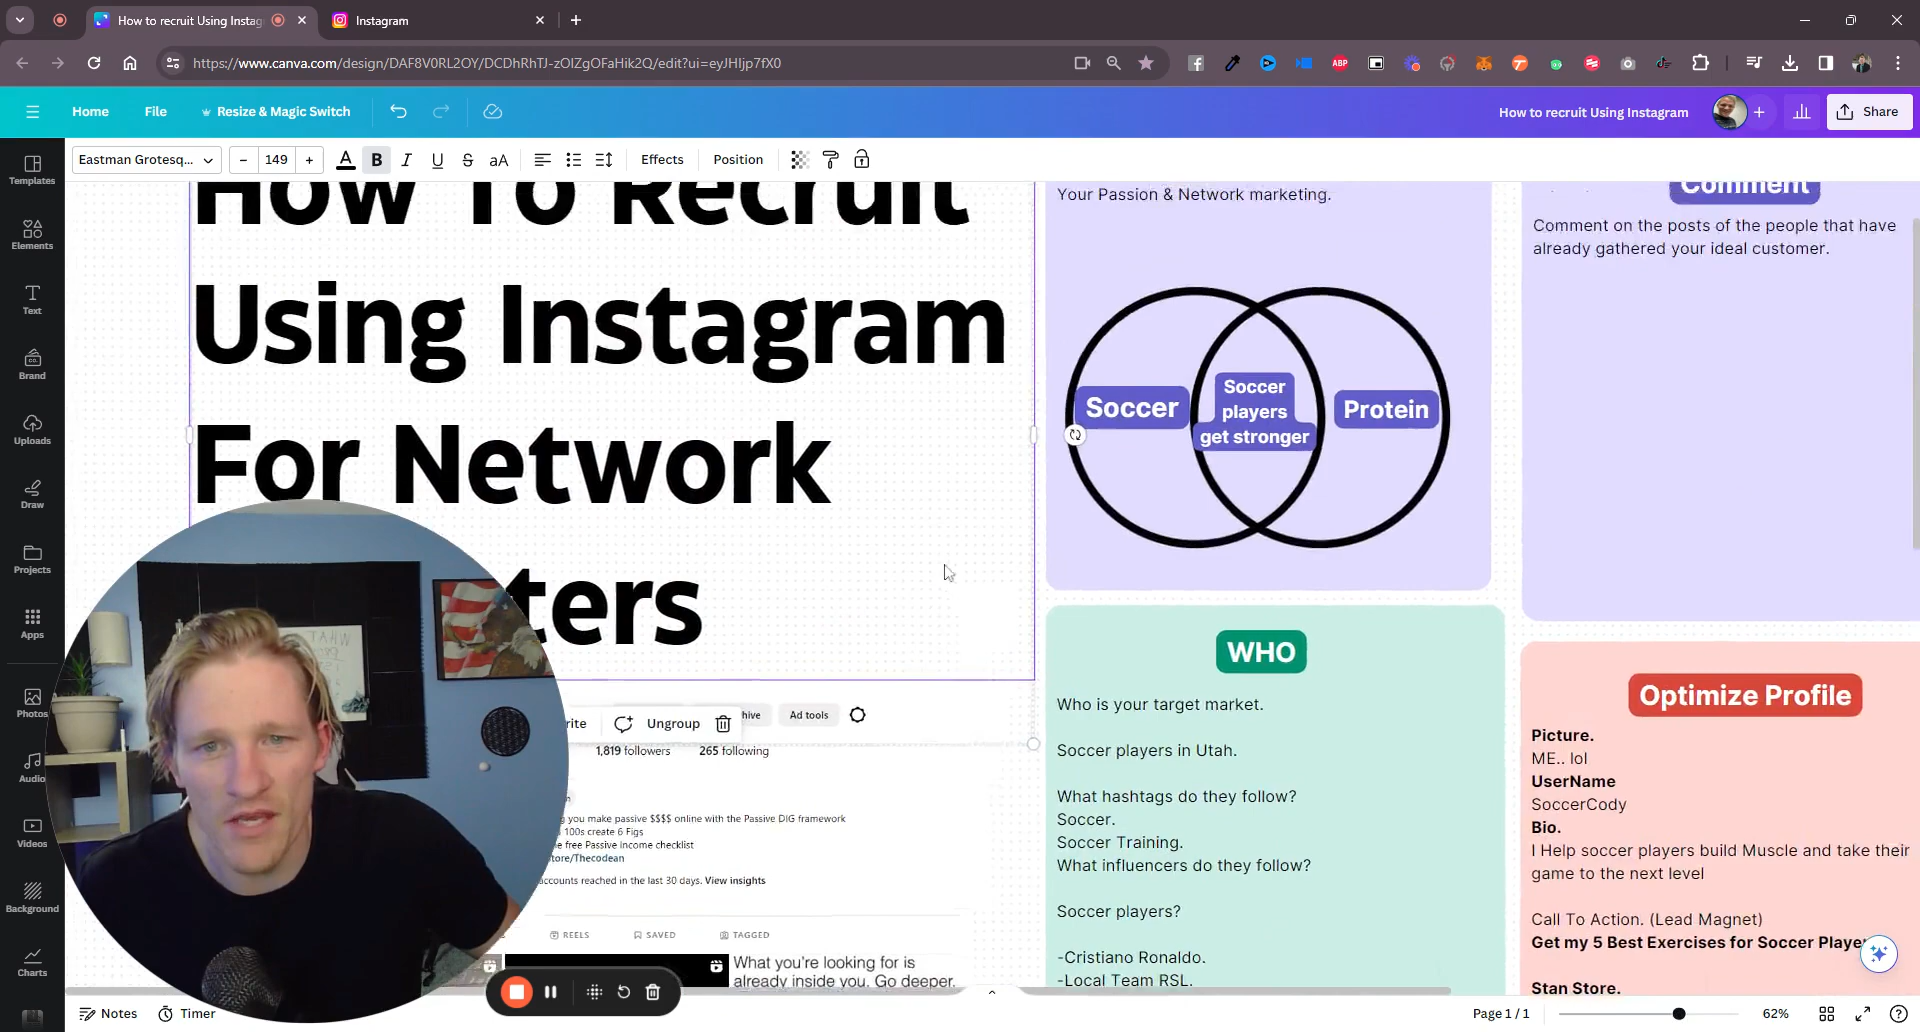 How to recruit Using Instag
Instagram
https://www.canva.com/design/DAF8V0RL2OY/DCDhRhTJ-zOIZgOFaHik2Q/edit?ui=eyJHIjp7fX0
ABP
Home
File
Resize & Magic Switch
How to recruit Using Instagram
Share
Eastman Grotesq...
149
B
I
U
S
aA
Effects
Position
Templates
Elements
Text
Brand
Uploads
Draw
Projects
Apps
Photos
Audio
Videos
Background
Charts
How To Recruit
Using Instagram
For Network
ters
rite
Ungroup
hive
Ad tools
1,819 followers
265 following
g you make passive $$$$ online with the Passive DIG framework
100s create 6 Figs
e free Passive Income checklist
tore/Thecodean
accounts reached in the last 30 days. View insights
REELS
SAVED
TAGGED
What you're looking for is
already inside you. Go deeper.
Your Passion & Network marketing.
Soccer
Soccer
players
get stronger
Protein
WHO
Who is your target market.
Soccer players in Utah.
What hashtags do they follow?
Soccer.
Soccer Training.
What influencers do they follow?
Soccer players?
-Cristiano Ronaldo.
-Local Team RSL.
Comment
Comment on the posts of the people that have
already gathered your ideal customer.
Optimize Profile
Picture.
ME.. lol
UserName
SoccerCody
Bio.
I Help soccer players build Muscle and take their
game to the next level
Call To Action. (Lead Magnet)
Get my 5 Best Exercises for Soccer Playe
Stan Store.
Notes
Timer
Page 1 / 1
62%